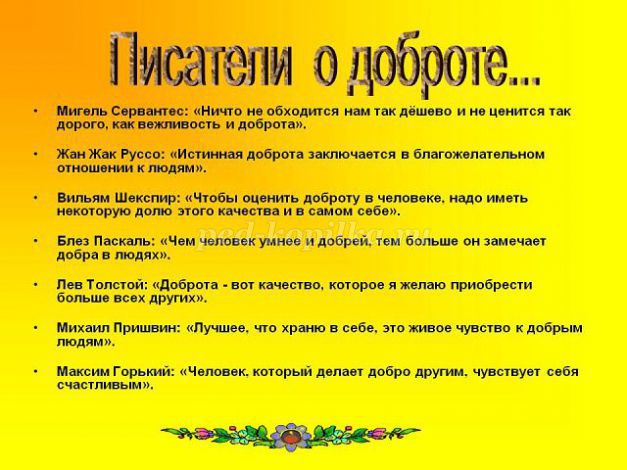 Писатели о доброте...
• Мигель Сервантес: «Ничто не обходится нам так дёшево и не ценится так
дорого, как вежливость и доброта».
• Жан Жак Руссо: «Истинная доброта заключается в благожелательном
отношении к людям».
• Вильям Шекспир: «Чтобы оценить доброту в человеке, надо иметь
некоторую долю этого качества и в самом себе».
• Блез Паскаль: «Чем человек умнее и добрей, тем больше он замечает
добра в людях».
ped-kopilka.ru
• Лев Толстой: «Доброта - вот качество, которое я желаю приобрести
больше всех других».
• Михаил Пришвин: «Лучшее, что храню в себе, это живое чувство к добрым
людям».
• Максим Горький: «Человек, который делает добро другим, чувствует себя
счастливым».